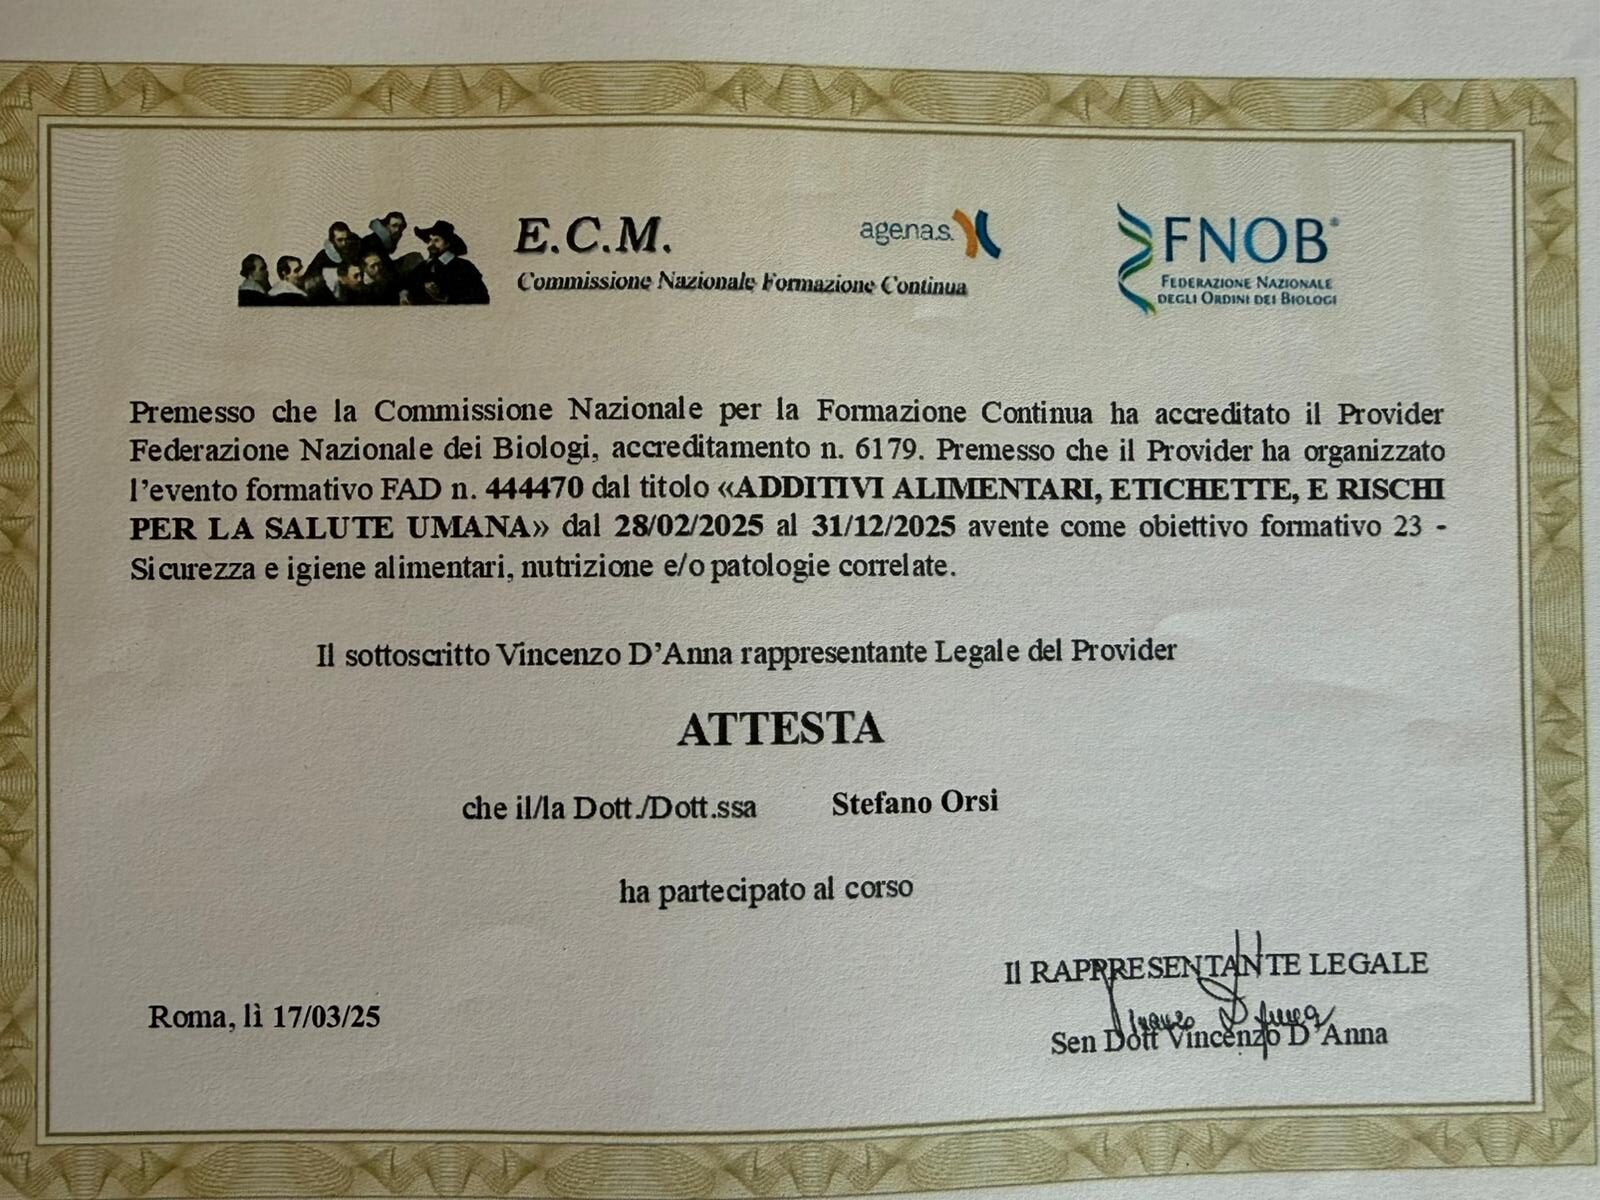 E.C.M.
Commissione Nazionale Formazione Continua
agenas.
FNOB®
FEDERAZIONE NAZIONALE
DEGLI ORDINI DEI BIOLOGI
Premesso che la Commissione Nazionale per la Formazione Continua ha accreditato il Provider
Federazione Nazionale dei Biologi, accreditamento n. 6179. Premesso che il Provider ha organizzato
l’evento formativo FAD n. 444470 dal titolo «ADDITIVI ALIMENTARI, ETICHETTE, E RISCHI
PER LA SALUTE UMANA» dal 28/02/2025 al 31/12/2025 avente come obiettivo formativo 23 -
Sicurezza e igiene alimentari, nutrizione e/o patologie correlate.
Il sottoscritto Vincenzo D’Anna rappresentante Legale del Provider
ATTESTA
che il/la Dott./Dott.ssa Stefano Orsi
ha partecipato al corso
Il RAPPRESENTANTE LEGALE
Roma, lì 17/03/25
Sen Dott Vincenzo D’Anna